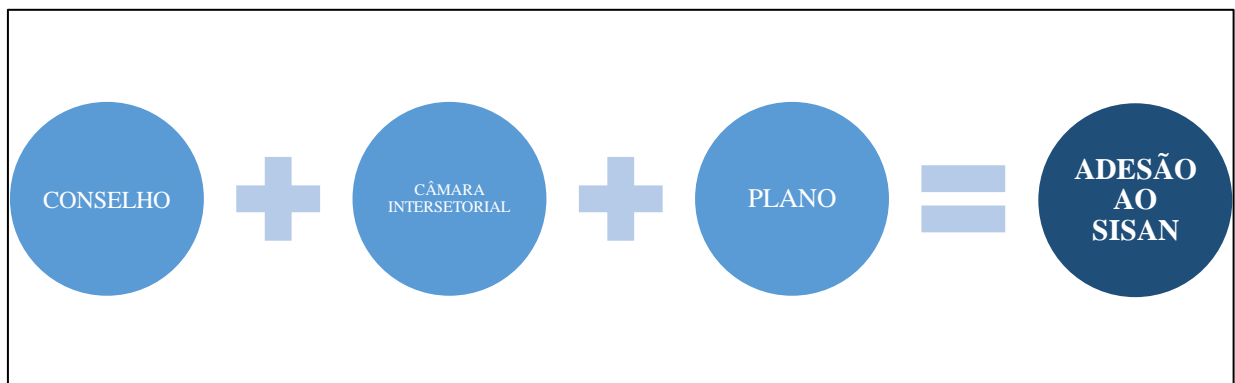 CONSELHO
CÂMARA
INTERSETORIAL
PLANO
ADESÃO
AO
SISAN